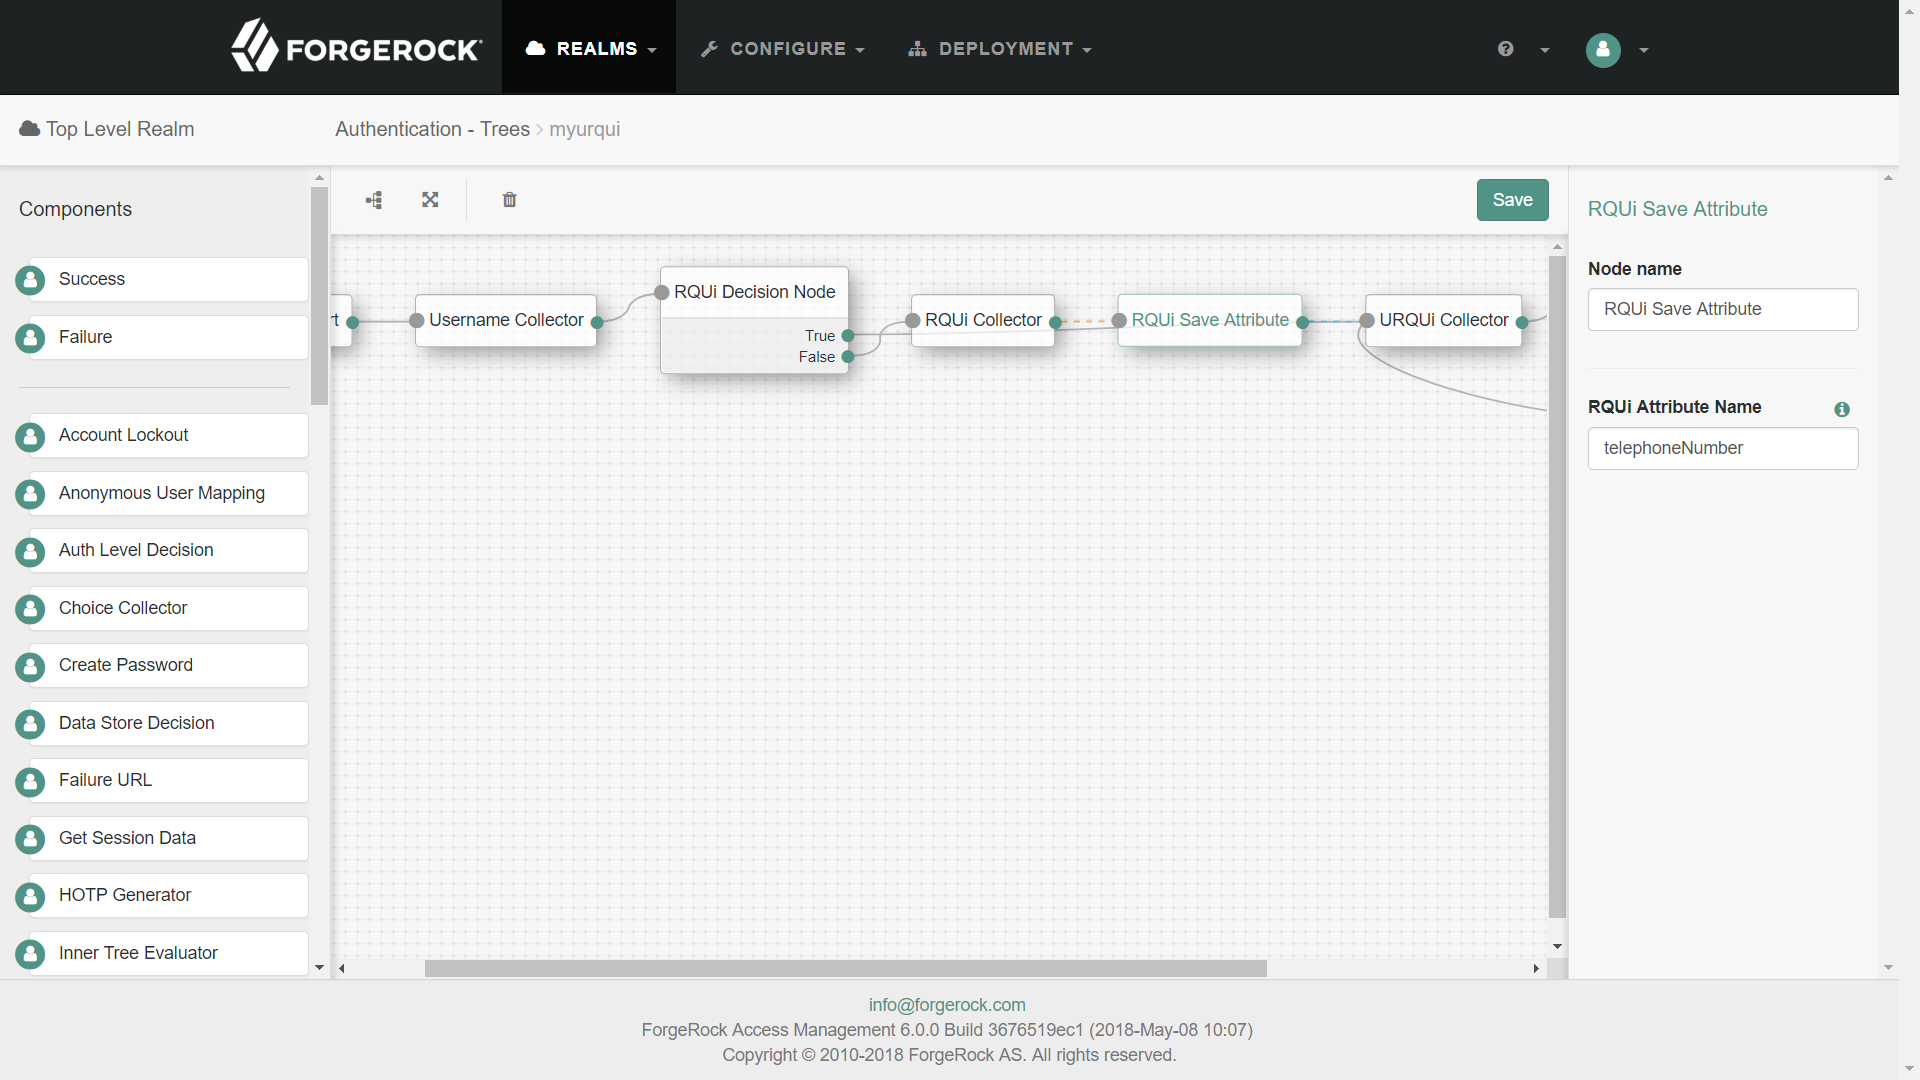 FORGEROCK
REALMS
CONFIGURE
DEPLOYMENT
Top Level Realm
Authentication - Trees › myurqui
Components
Success
Failure
Account Lockout
Anonymous User Mapping
Auth Level Decision
Choice Collector
Create Password
Data Store Decision
Failure URL
Get Session Data
HOTP Generator
Inner Tree Evaluator
Save
rt
Username Collector
RQUi Decision Node
True
False
RQUi Collector
RQUi Save Attribute
URQUi Collector
RQUi Save Attribute
Node name
RQUi Save Attribute
RQUi Attribute Name
telephoneNumber
info@forgerock.com
ForgeRock Access Management 6.0.0 Build 3676519ec1 (2018-May-08 10:07)
Copyright © 2010-2018 ForgeRock AS. All rights reserved.